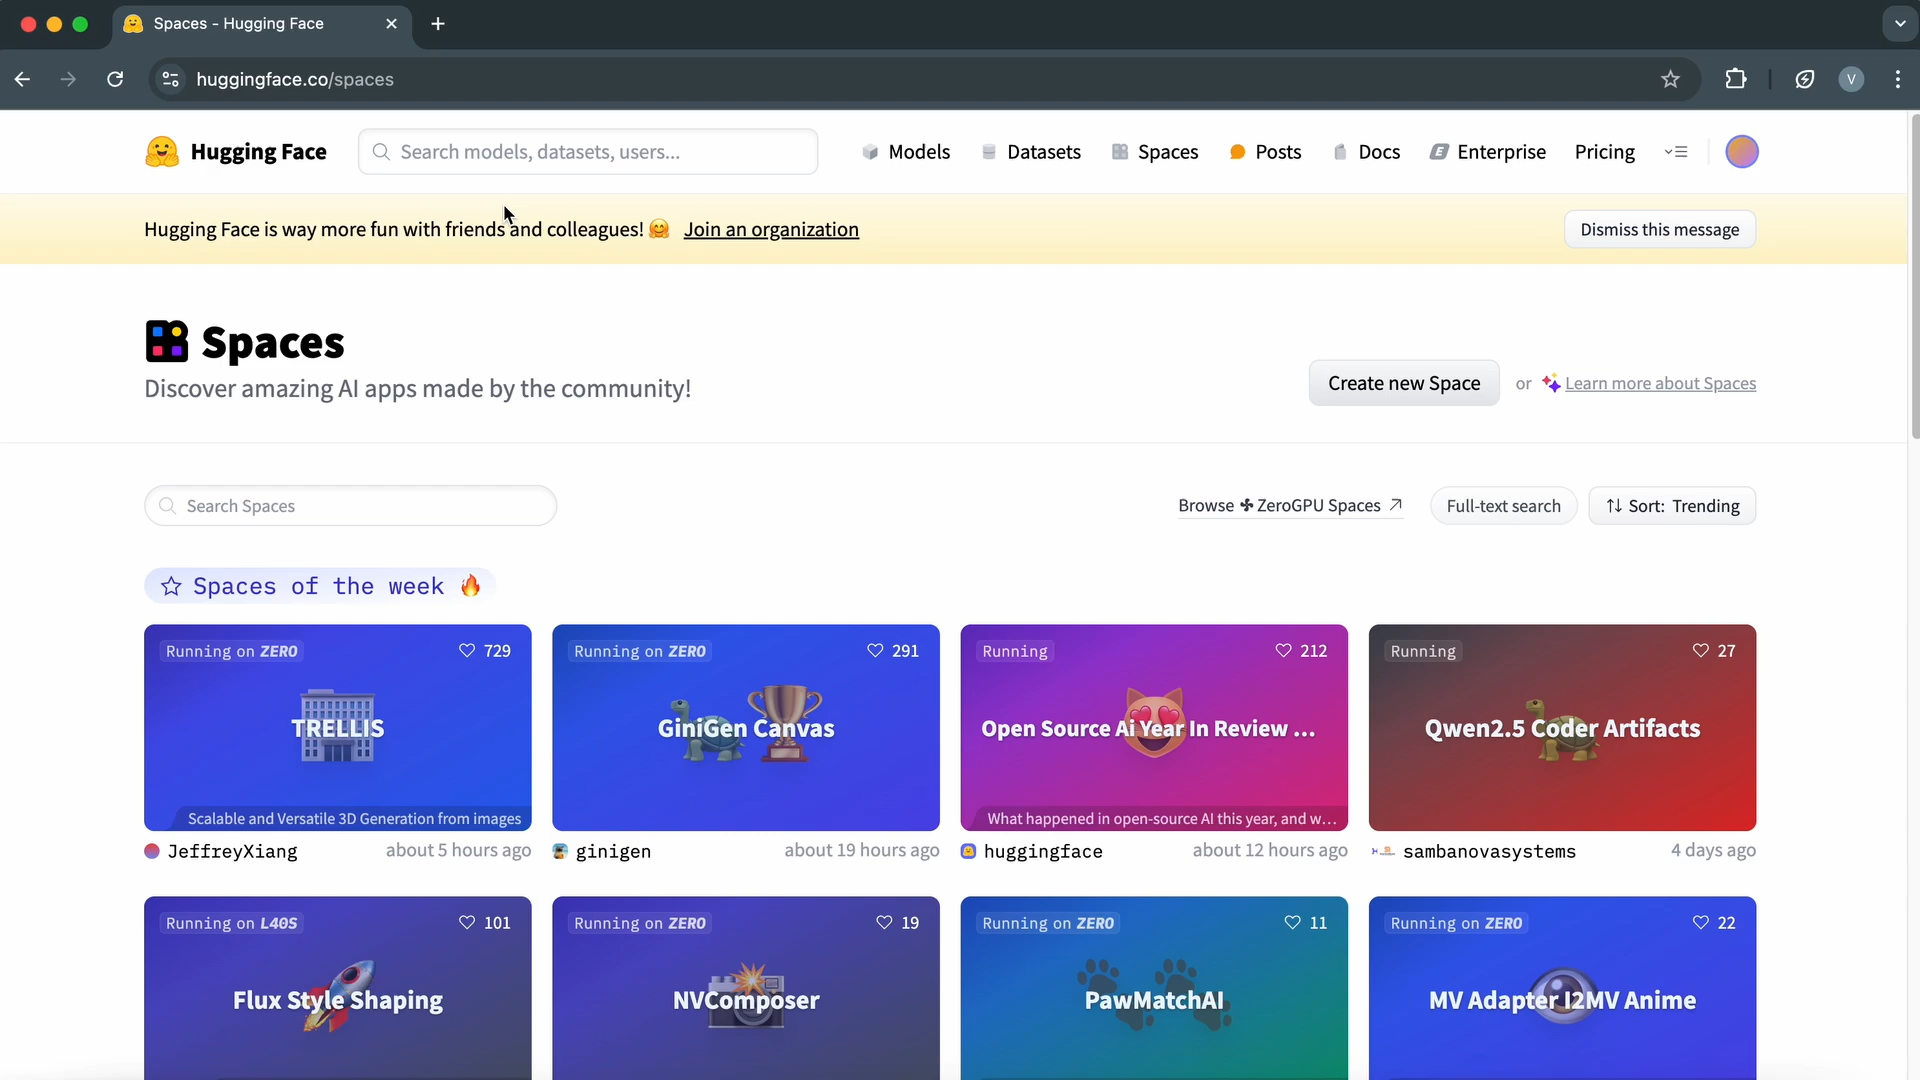 Spaces - Hugging Face
huggingface.co/spaces
V
Hugging Face
Search models, datasets, users...
Models
Datasets
Spaces
Posts
Docs
Enterprise
Pricing
Hugging Face is way more fun with friends and colleagues! 🤗 Join an organization
Dismiss this message
Spaces
Discover amazing AI apps made by the community!
Create new Space
or
Learn more about Spaces
Search Spaces
Browse ZeroGPU Spaces
Full-text search
Sort: Trending
Spaces of the week 🔥
Running on ZERO
729
TRELLIS
Scalable and Versatile 3D Generation from images
JeffreyXiang
about 5 hours ago
Running on ZERO
291
GiniGen Canvas
ginigen
about 19 hours ago
Running
212
Open Source Ai Year In Review ...
What happened in open-source AI this year, and w...
huggingface
about 12 hours ago
Running
27
Qwen2.5 Coder Artifacts
sambanovasystems
4 days ago
Running on L40S
101
Flux Style Shaping
Running on ZERO
19
NVComposer
Running on ZERO
11
PawMatchAI
Running on ZERO
22
MV Adapter I2MV Anime